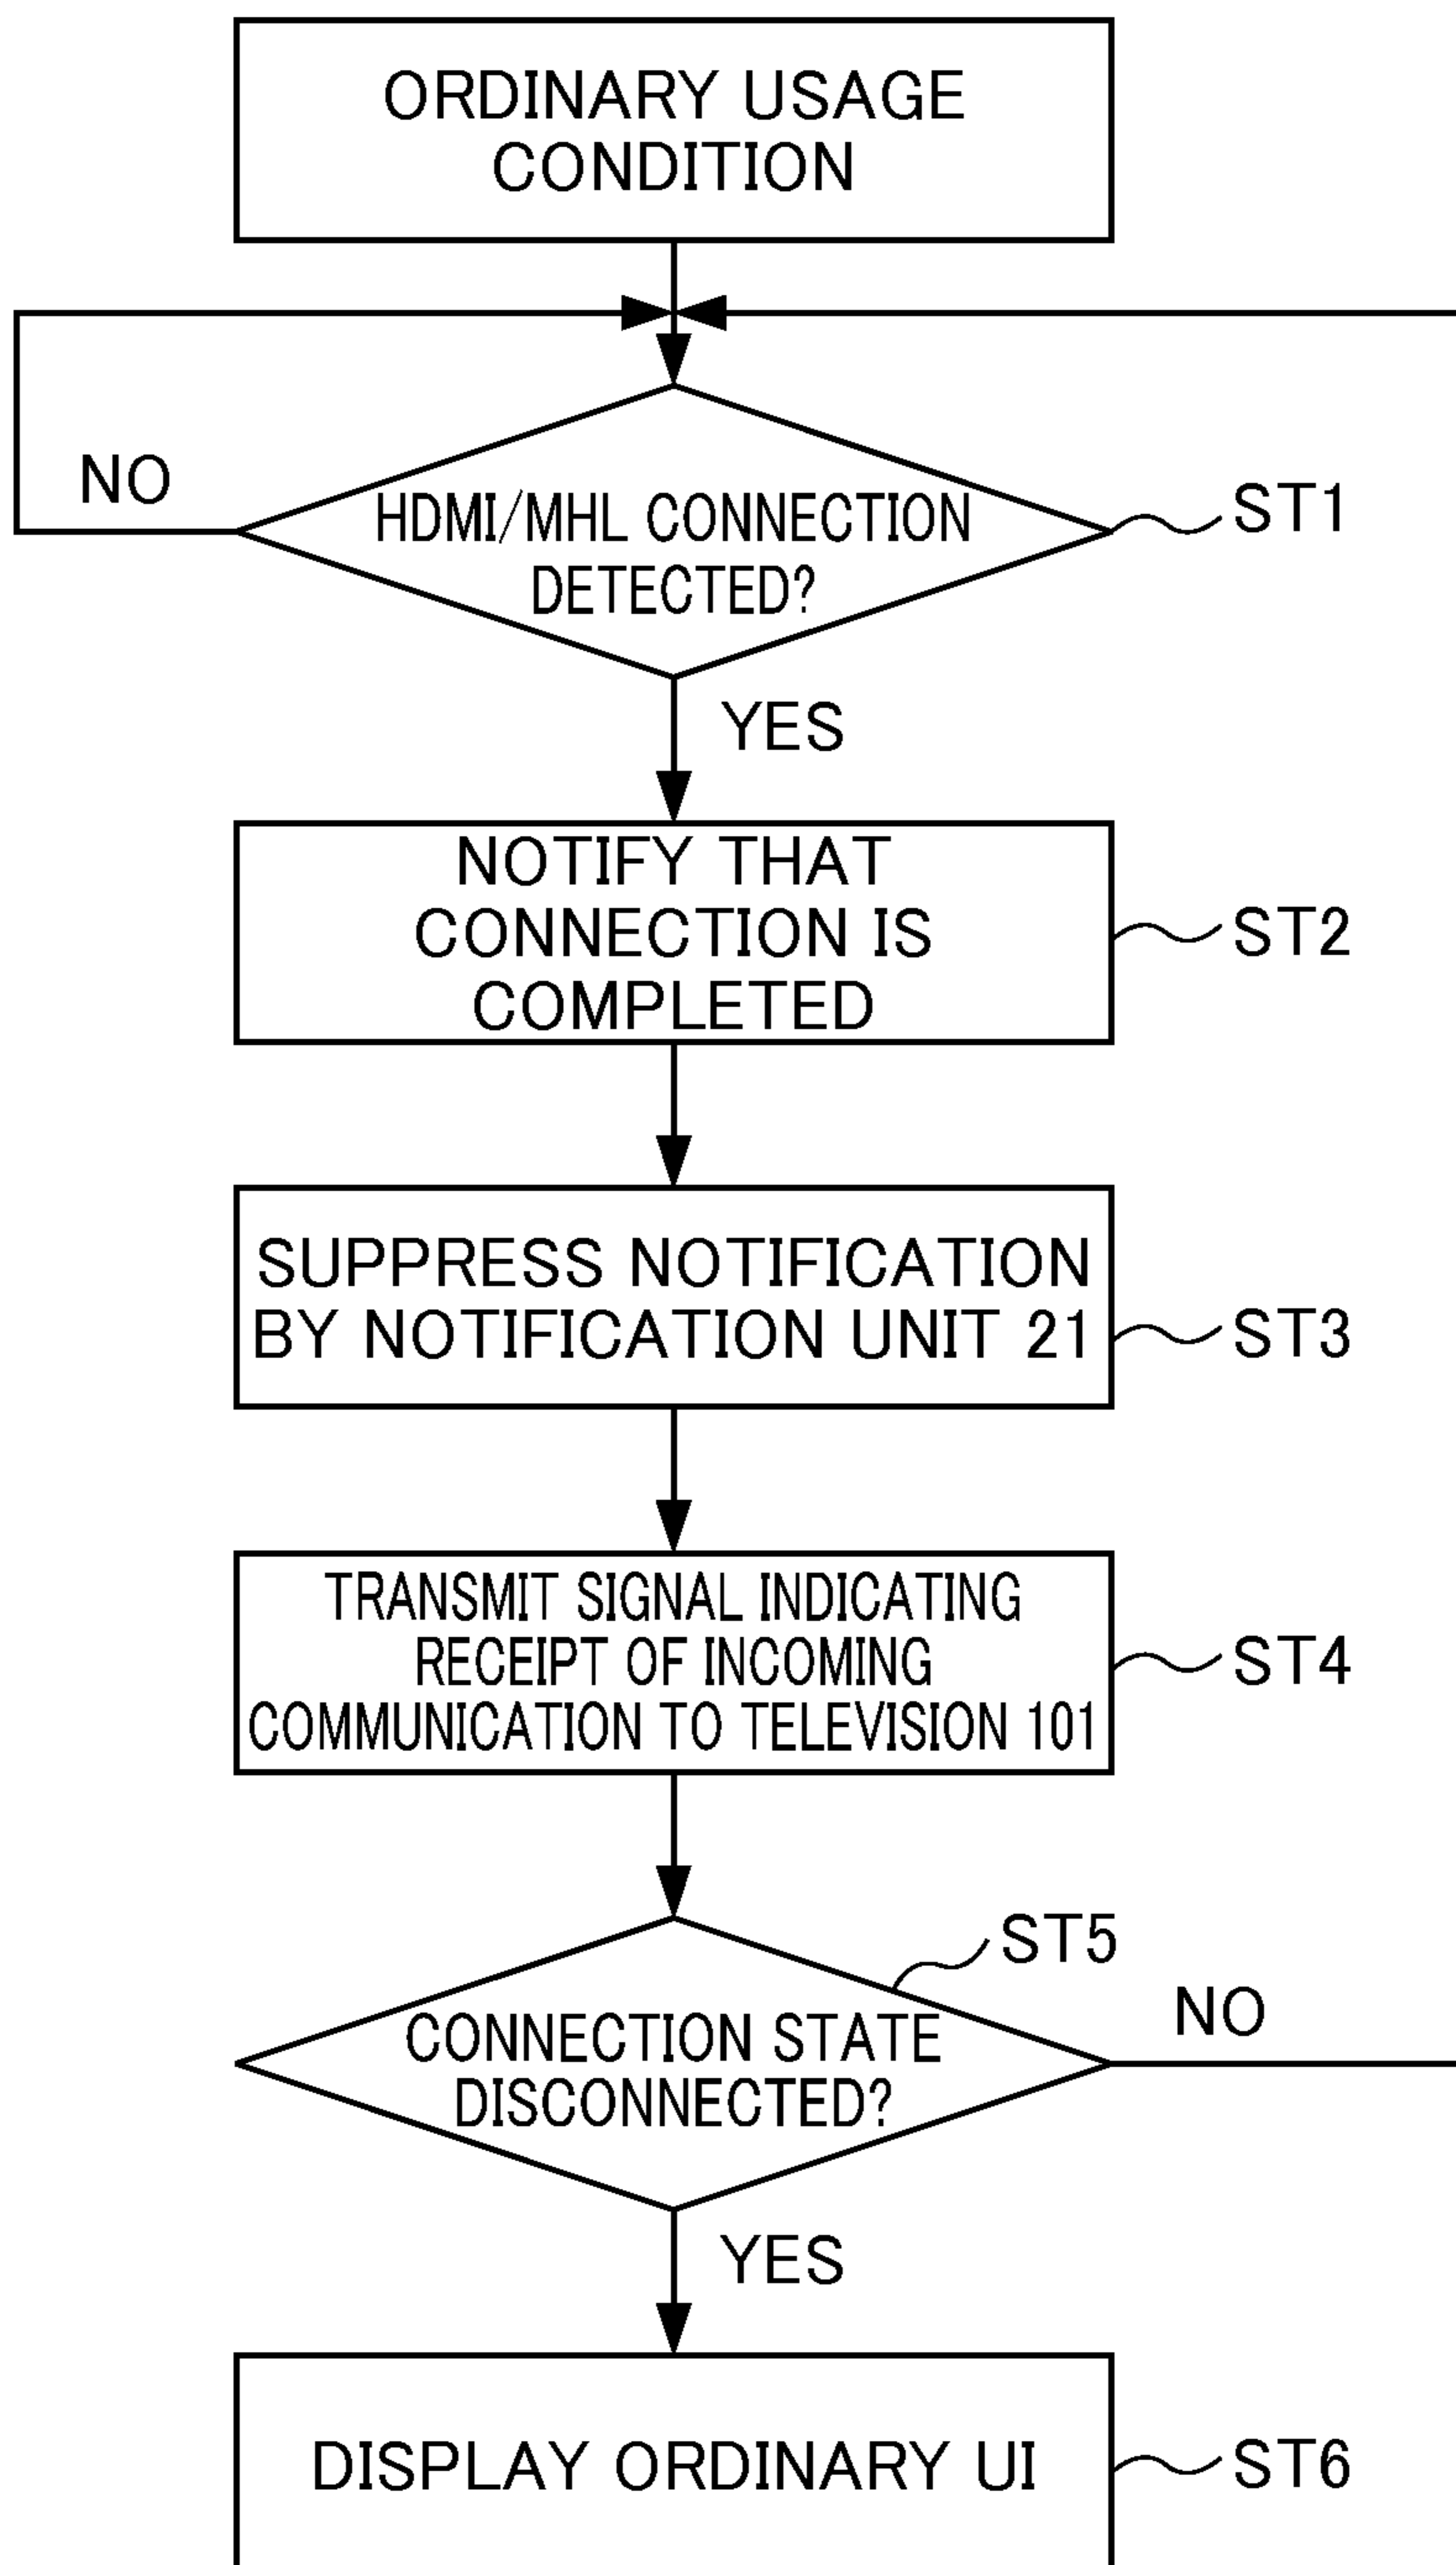 ORDINARY USAGE
CONDITION
NO
HDMI/MHL CONNECTION
DETECTED?
ST1
YES
NOTIFY THAT
CONNECTION IS
COMPLETED
ST2
SUPPRESS NOTIFICATION
BY NOTIFICATION UNIT 21
ST3
TRANSMIT SIGNAL INDICATING
RECEIPT OF INCOMING
COMMUNICATION TO TELEVISION 101
ST4
ST5
CONNECTION STATE
DISCONNECTED?
NO
YES
DISPLAY ORDINARY UI
ST6